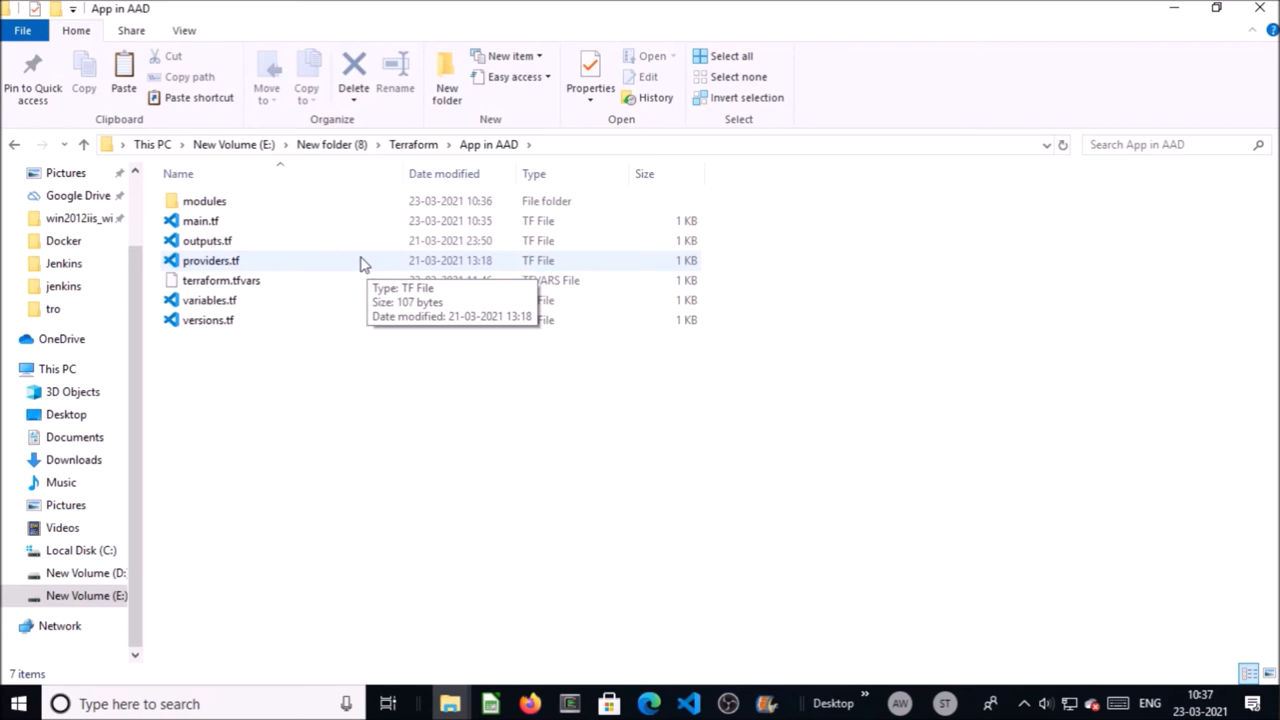 App in AAD
File Home Share View
Pin to Quick access
Copy
Paste
Cut
Copy path
Paste shortcut
Clipboard
Move to
Copy to
Delete
Rename
Organize
New folder
New item
Easy access
New
Properties
Open
Edit
History
Open
Select all
Select none
Invert selection
Select
This PC > New Volume (E:) > New folder (8) > Terraform > App in AAD >
Search App in AAD
Name Date modified Type Size
modules 23-03-2021 10:36 File folder
main.tf 23-03-2021 10:35 TF File 1 KB
outputs.tf 21-03-2021 23:50 TF File 1 KB
providers.tf 21-03-2021 13:18 TF File 1 KB
terraform.tfvars TFVARS File 1 KB
variables.tf File 1 KB
versions.tf File 1 KB
Type: TF File
Size: 107 bytes
Date modified: 21-03-2021 13:18
Pictures
Google Drive
win2012iis_wi
Docker
Jenkins
jenkins
tro
OneDrive
This PC
3D Objects
Desktop
Documents
Downloads
Music
Pictures
Videos
Local Disk (C:)
New Volume (D:
New Volume (E:)
Network
7 items
Type here to search
Desktop
AW
ST
ENG
10:37
23-03-2021